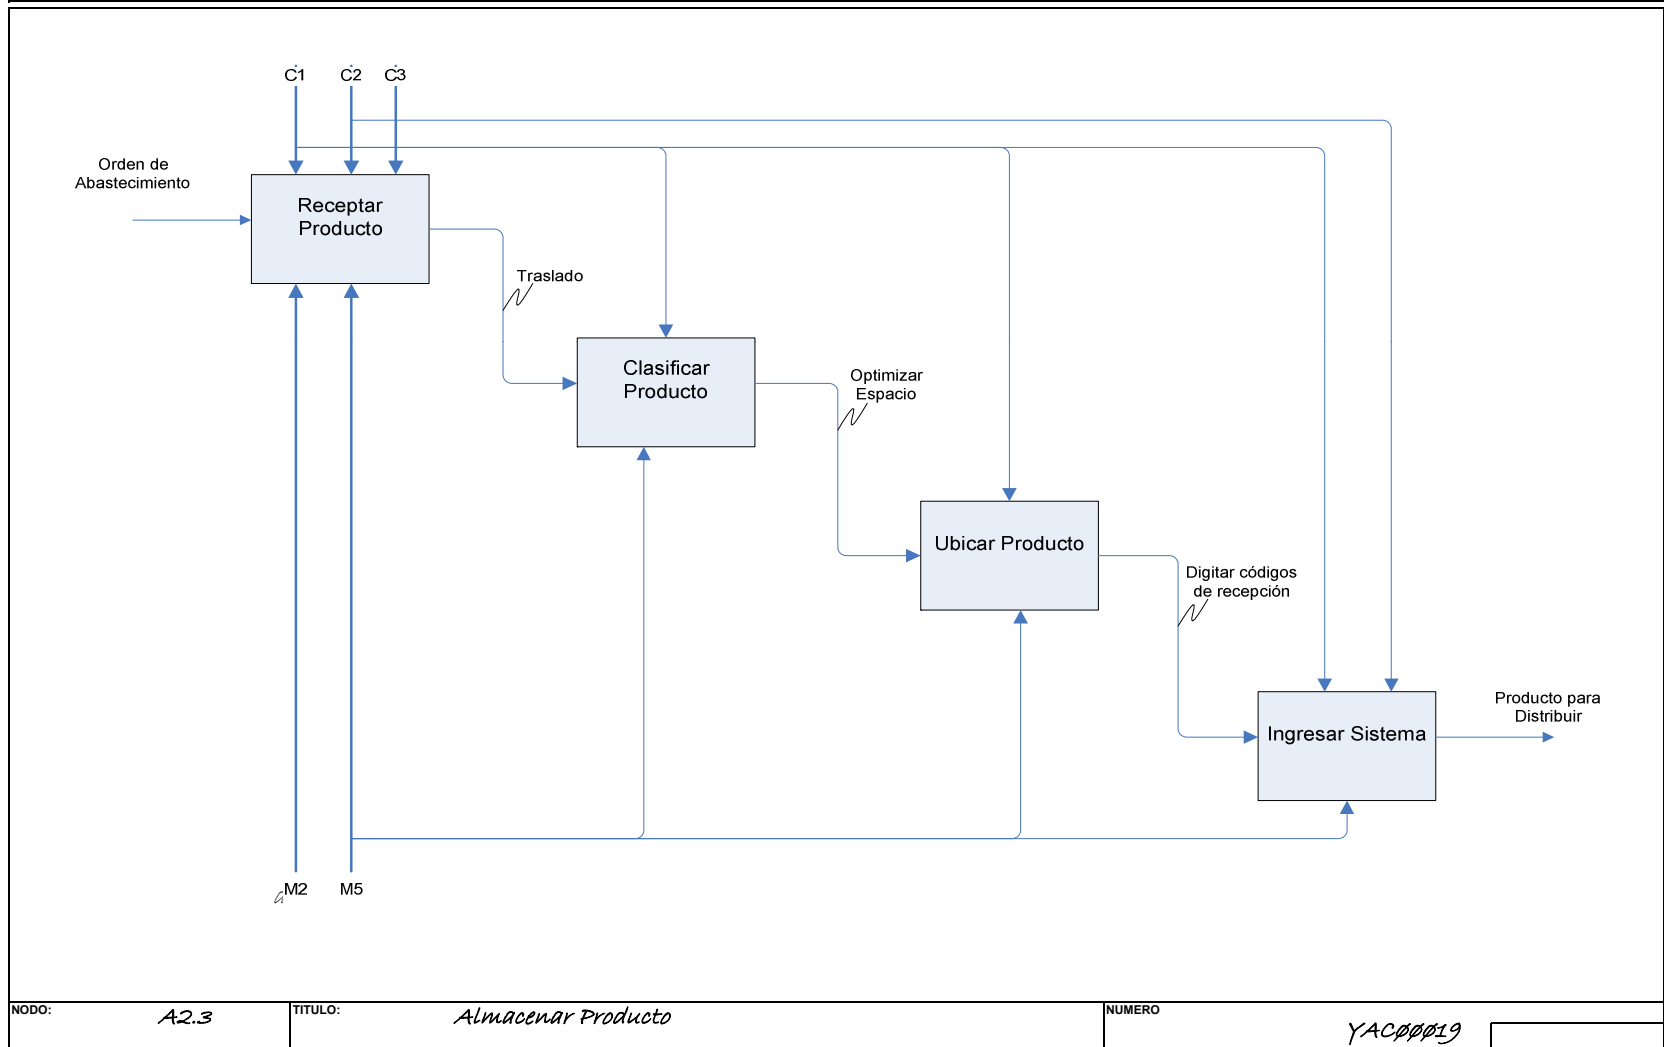 C1 C2 C3
Orden de
Abastecimiento
Receptar
Producto
Traslado
Clasificar
Producto
Optimizar
Espacio
Ubicar Producto
Digitar códigos
de recepción
Ingresar Sistema
Producto para
Distribuir
M2 M5
NODO: A2.3 TITULO: Almacenar Producto NUMERO
YACØØØ19